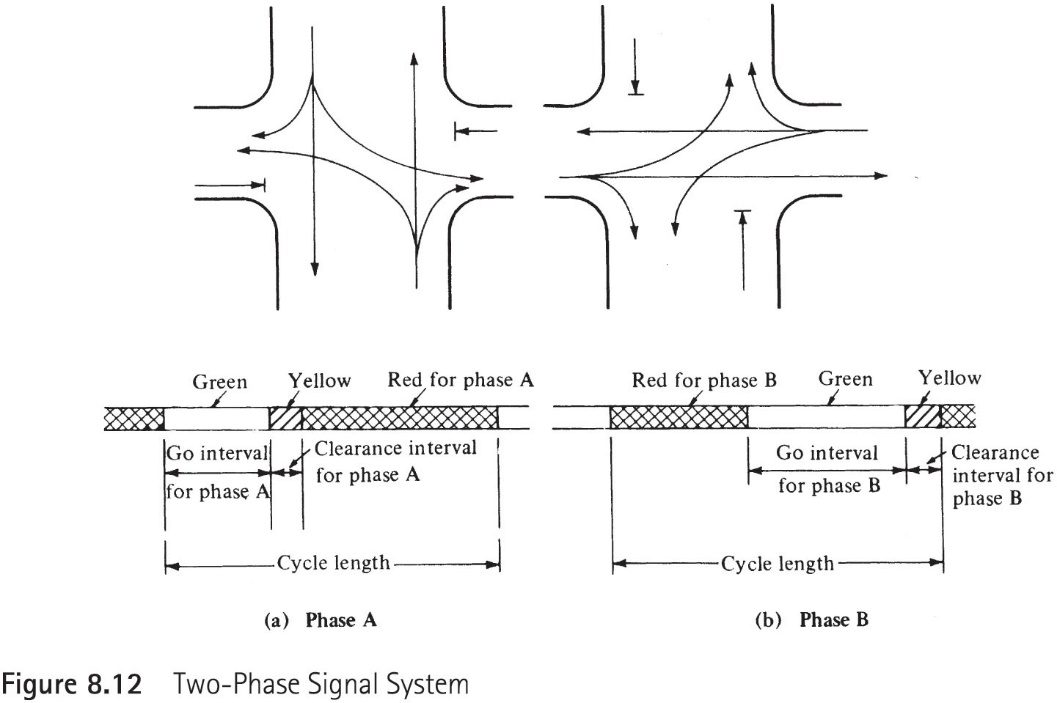 Green Yellow Red for phase A
Go interval
for phase A
Clearance interval
for phase A
Cycle length
(a) Phase A
Red for phase B Green Yellow
Go interval
for phase B
Clearance
interval for
phase B
Cycle length
(b) Phase B
Figure 8.12 Two-Phase Signal System